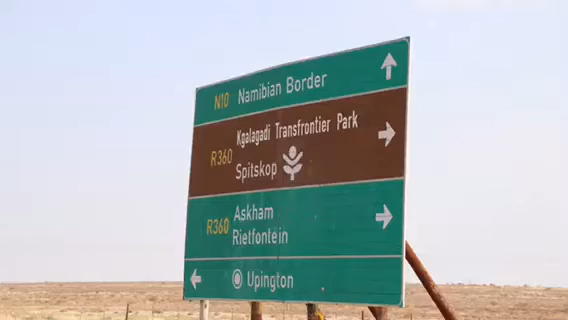 N10 Namibian Border
Kgalagadi Transfrontier Park
R360
Spitskop
Askham
R360
Rietfontein
Upington